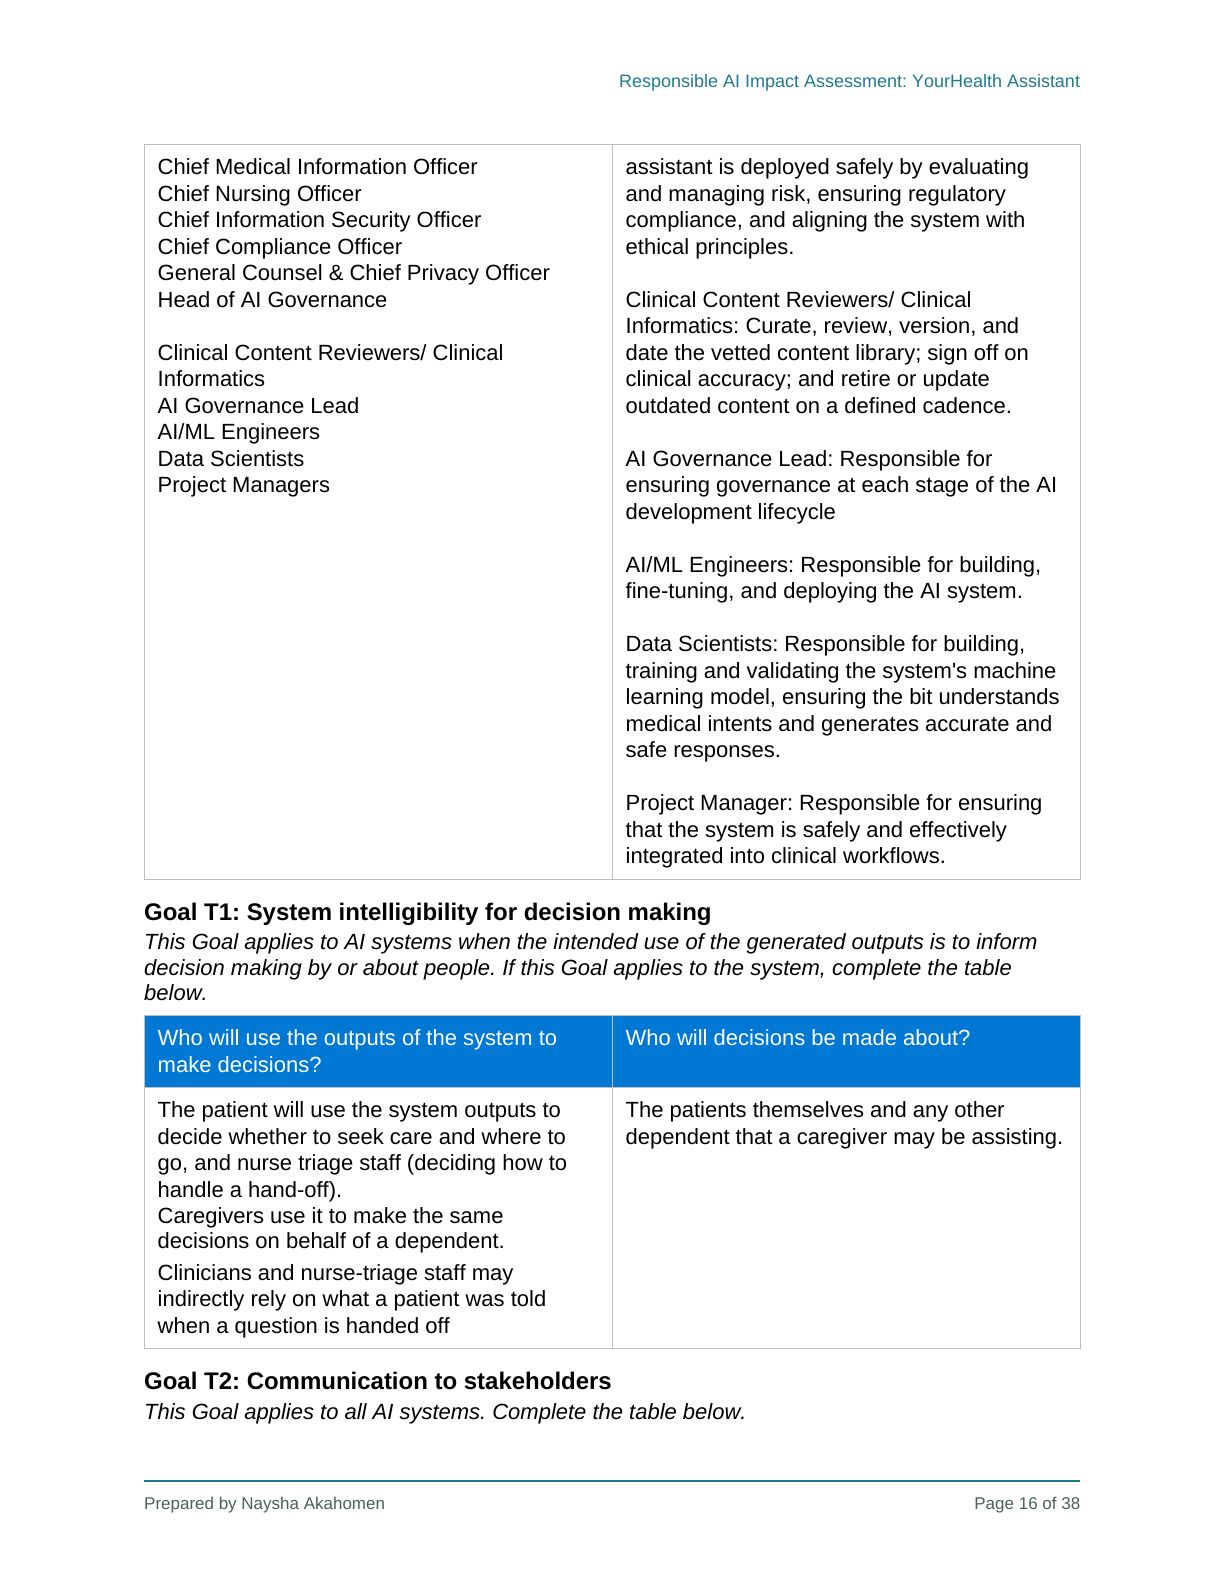 Responsible AI Impact Assessment: YourHealth Assistant
Chief Medical Information Officer
Chief Nursing Officer
Chief Information Security Officer
Chief Compliance Officer
General Counsel & Chief Privacy Officer
Head of AI Governance
Clinical Content Reviewers/ Clinical
Informatics
AI Governance Lead
AI/ML Engineers
Data Scientists
Project Managers
assistant is deployed safely by evaluating
and managing risk, ensuring regulatory
compliance, and aligning the system with
ethical principles.
Clinical Content Reviewers/ Clinical
Informatics: Curate, review, version, and
date the vetted content library; sign off on
clinical accuracy; and retire or update
outdated content on a defined cadence.
AI Governance Lead: Responsible for
ensuring governance at each stage of the AI
development lifecycle
AI/ML Engineers: Responsible for building,
fine-tuning, and deploying the AI system.
Data Scientists: Responsible for building,
training and validating the system's machine
learning model, ensuring the bit understands
medical intents and generates accurate and
safe responses.
Project Manager: Responsible for ensuring
that the system is safely and effectively
integrated into clinical workflows.
Goal T1: System intelligibility for decision making
This Goal applies to AI systems when the intended use of the generated outputs is to inform
decision making by or about people. If this Goal applies to the system, complete the table
below.
Who will use the outputs of the system to
make decisions?
Who will decisions be made about?
The patient will use the system outputs to
decide whether to seek care and where to
go, and nurse triage staff (deciding how to
handle a hand-off).
Caregivers use it to make the same
decisions on behalf of a dependent.
Clinicians and nurse-triage staff may
indirectly rely on what a patient was told
when a question is handed off
The patients themselves and any other
dependent that a caregiver may be assisting.
Goal T2: Communication to stakeholders
This Goal applies to all AI systems. Complete the table below.
Prepared by Naysha Akahomen
Page 16 of 38